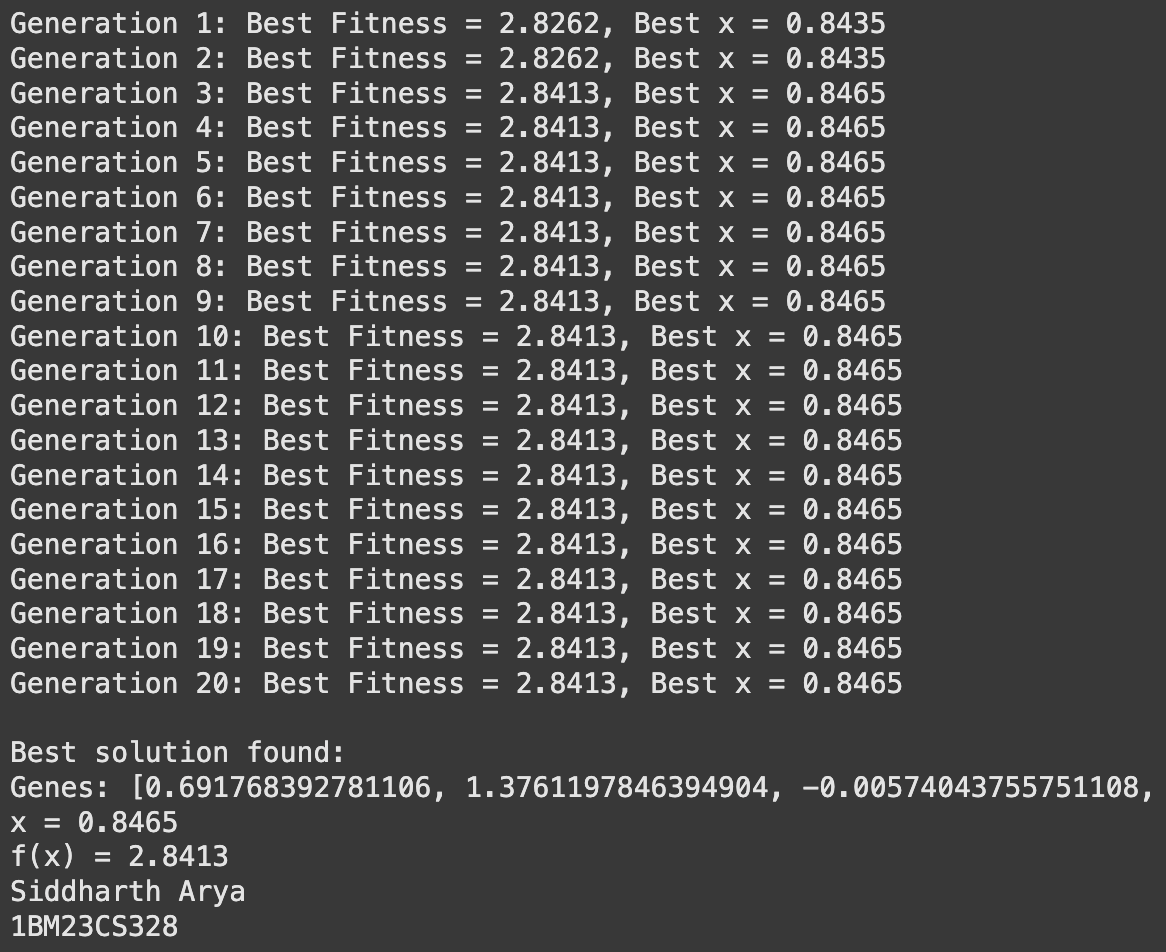 Generation 1: Best Fitness = 2.8262, Best x = 0.8435
Generation 2: Best Fitness = 2.8262, Best x = 0.8435
Generation 3: Best Fitness = 2.8413, Best x = 0.8465
Generation 4: Best Fitness = 2.8413, Best x = 0.8465
Generation 5: Best Fitness = 2.8413, Best x = 0.8465
Generation 6: Best Fitness = 2.8413, Best x = 0.8465
Generation 7: Best Fitness = 2.8413, Best x = 0.8465
Generation 8: Best Fitness = 2.8413, Best x = 0.8465
Generation 9: Best Fitness = 2.8413, Best x = 0.8465
Generation 10: Best Fitness = 2.8413, Best x = 0.8465
Generation 11: Best Fitness = 2.8413, Best x = 0.8465
Generation 12: Best Fitness = 2.8413, Best x = 0.8465
Generation 13: Best Fitness = 2.8413, Best x = 0.8465
Generation 14: Best Fitness = 2.8413, Best x = 0.8465
Generation 15: Best Fitness = 2.8413, Best x = 0.8465
Generation 16: Best Fitness = 2.8413, Best x = 0.8465
Generation 17: Best Fitness = 2.8413, Best x = 0.8465
Generation 18: Best Fitness = 2.8413, Best x = 0.8465
Generation 19: Best Fitness = 2.8413, Best x = 0.8465
Generation 20: Best Fitness = 2.8413, Best x = 0.8465
Best solution found:
Genes: [0.691768392781106, 1.3761197846394904, -0.00574043755751108,
x = 0.8465
f(x) = 2.8413
Siddharth Arya
1BM23CS328